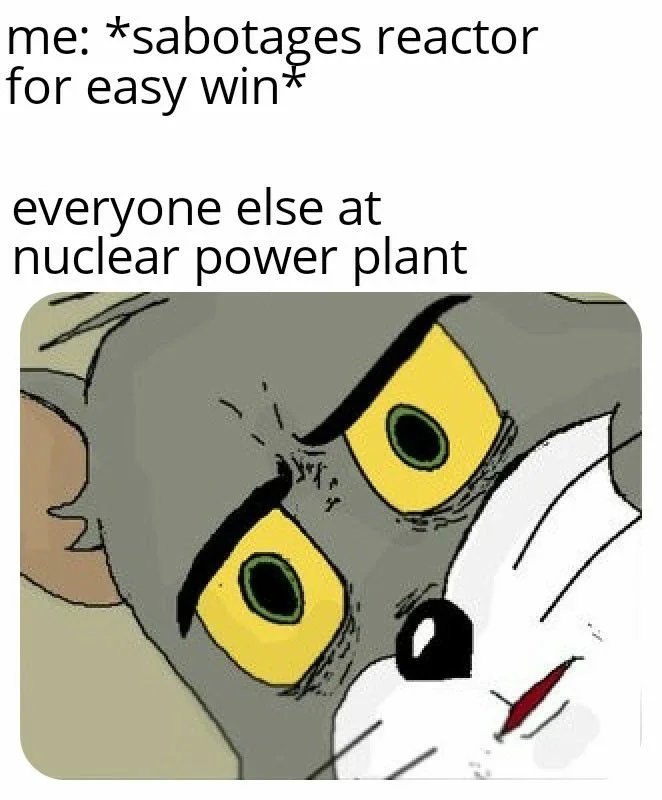 me: *sabotages reactor
for easy win*
everyone else at
nuclear power plant